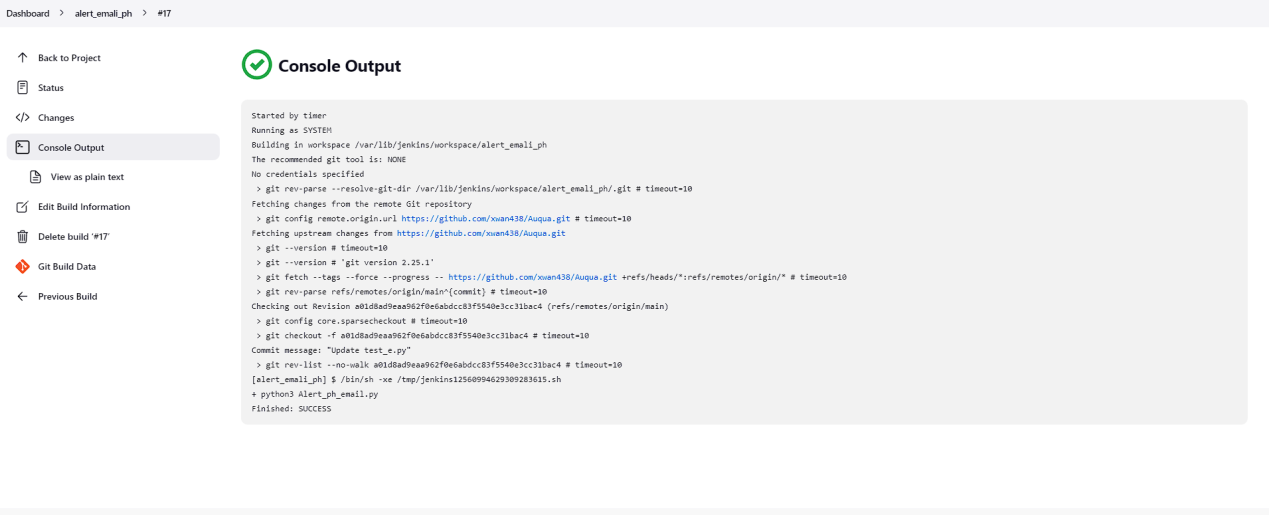 Dashboard > alert_emali_ph > #17
Back to Project
Status
Changes
Console Output
View as plain text
Edit Build Information
Delete build '#17'
Git Build Data
Previous Build
Console Output
Started by timer
Running as SYSTEM
Building in workspace /var/lib/jenkins/workspace/alert_emali_ph
The recommended git tool is: NONE
No credentials specified
> git rev-parse --resolve-git-dir /var/lib/jenkins/workspace/alert_emali_ph/.git # timeout=10
Fetching changes from the remote Git repository
> git config remote.origin.url https://github.com/xwan438/Auqua.git # timeout=10
Fetching upstream changes from https://github.com/xwan438/Auqua.git
> git --version # timeout=10
> git --version # 'git version 2.25.1'
> git fetch --tags --force --progress -- https://github.com/xwan438/Auqua.git +refs/heads/*:refs/remotes/origin/* # timeout=10
> git rev-parse refs/remotes/origin/main^{commit} # timeout=10
Checking out Revision a01d8ad9eaa962f0e6abdcc83f5540e3cc31bac4 (refs/remotes/origin/main)
> git config core.sparsecheckout # timeout=10
> git checkout -f a01d8ad9eaa962f0e6abdcc83f5540e3cc31bac4 # timeout=10
Commit message: "Update test_e.py"
> git rev-list --no-walk a01d8ad9eaa962f0e6abdcc83f5540e3cc31bac4 # timeout=10
[alert_emali_ph] $ /bin/sh -xe /tmp/jenkins12560994629309283615.sh
+ python3 Alert_ph_email.py
Finished: SUCCESS